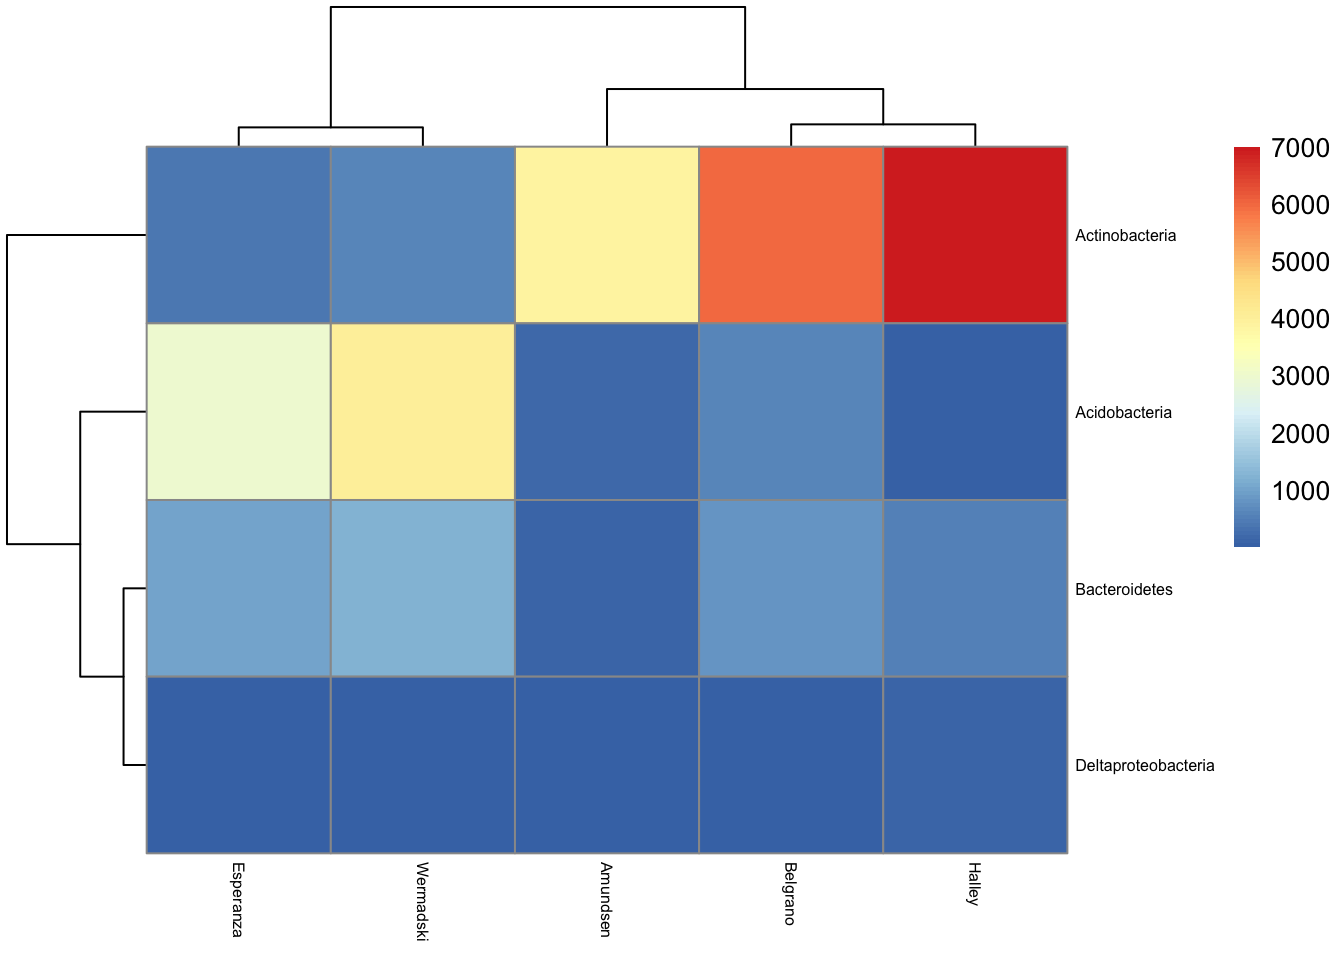 7000
6000
5000
4000
3000
2000
1000
Actinobacteria
Acidobacteria
Bacteroidetes
Deltaproteobacteria
Esperanza
Wermadski
Amundsen
Belgrano
Halley